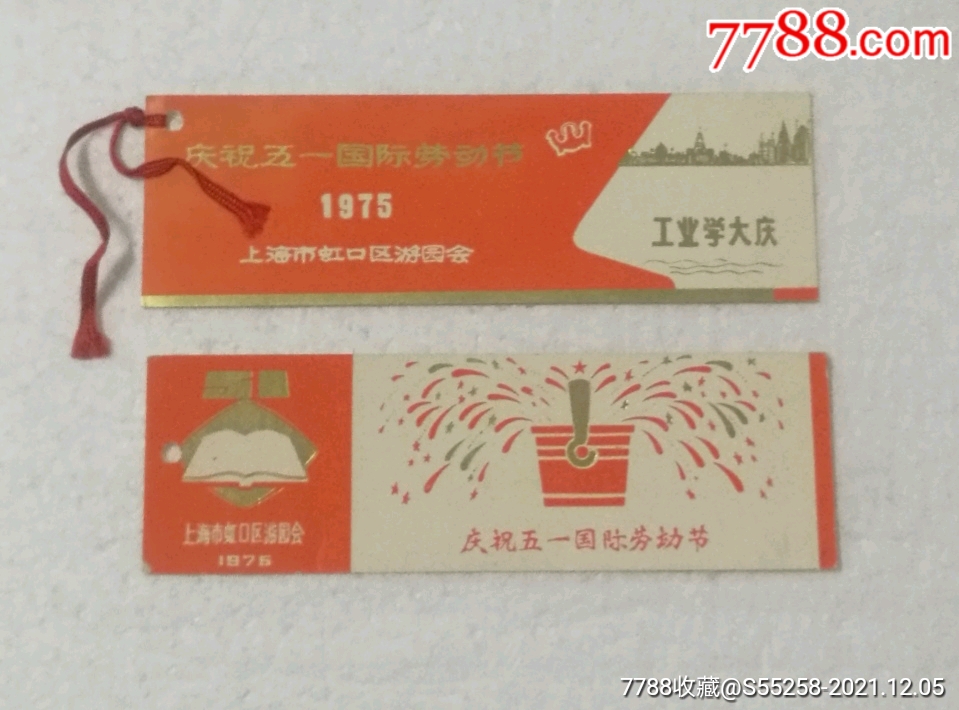 7788.com
庆祝五一国际劳动节
1975
上海市虹口区游园会
工业学大庆
上海市虹口区游园会
1976
庆祝五一国际劳动节
7788收藏@S55258-2021.12.05